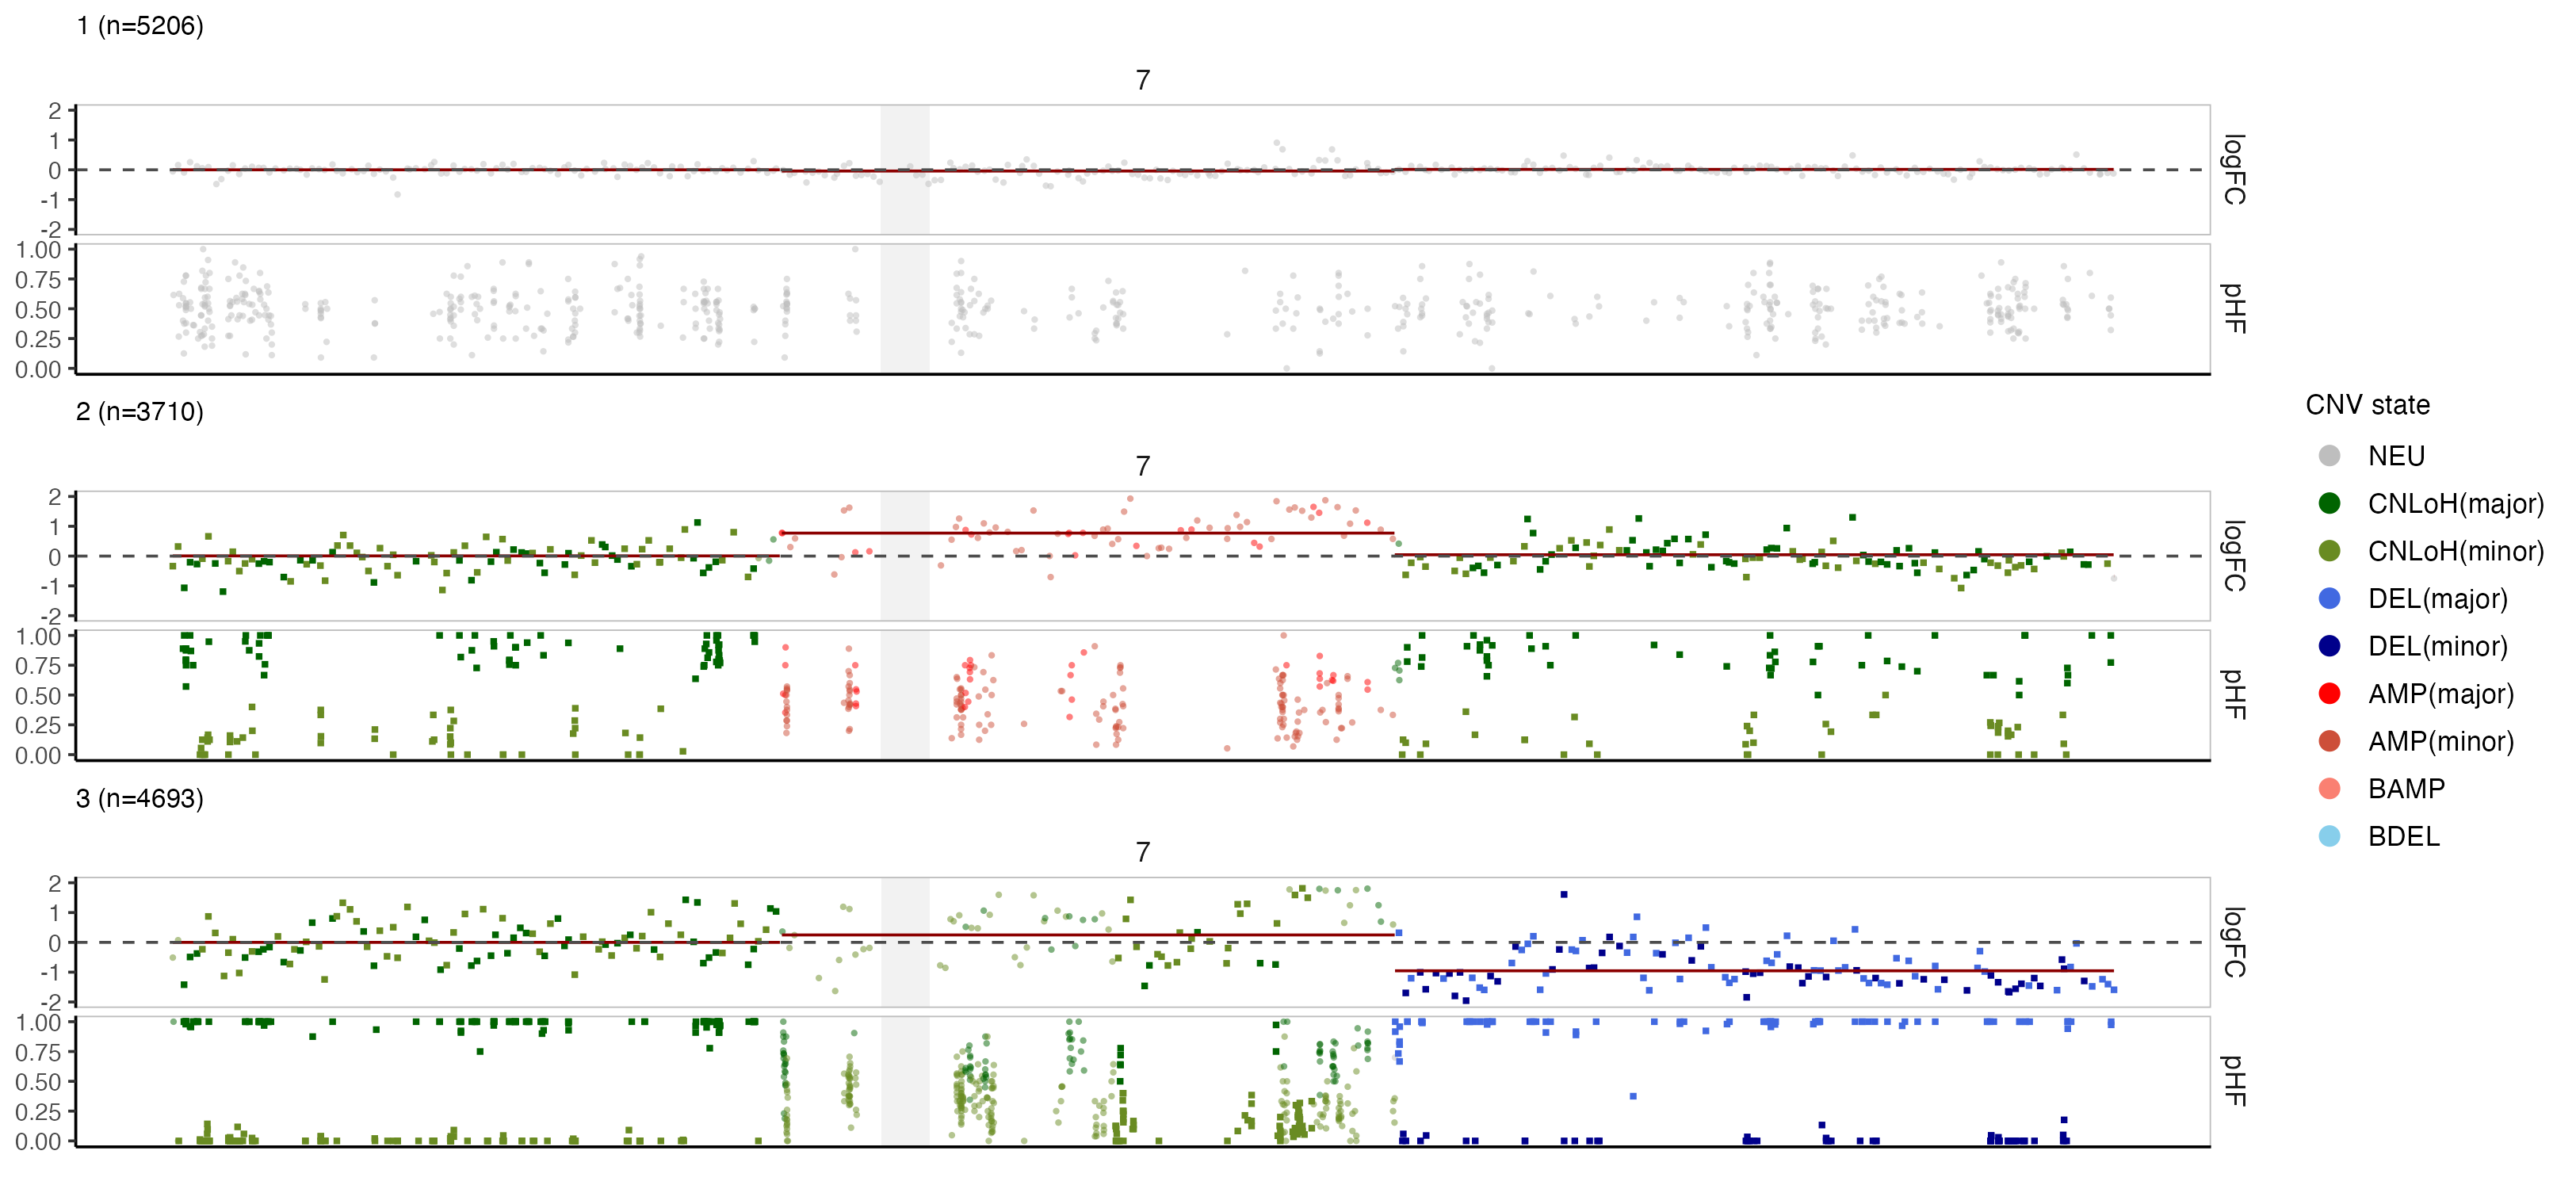 1 (n=5206)
7
2
1
0
-1
-2
logFC
1.00
0.75
0.50
0.25
0.00
pHF
2 (n=3710)
7
2
1
0
-1
-2
logFC
1.00
0.75
0.50
0.25
0.00
pHF
3 (n=4693)
7
2
1
0
-1
-2
logFC
1.00
0.75
0.50
0.25
0.00
pHF
CNV state
NEU
CNLoH(major)
CNLoH(minor)
DEL(major)
DEL(minor)
AMP(major)
AMP(minor)
BAMP
BDEL